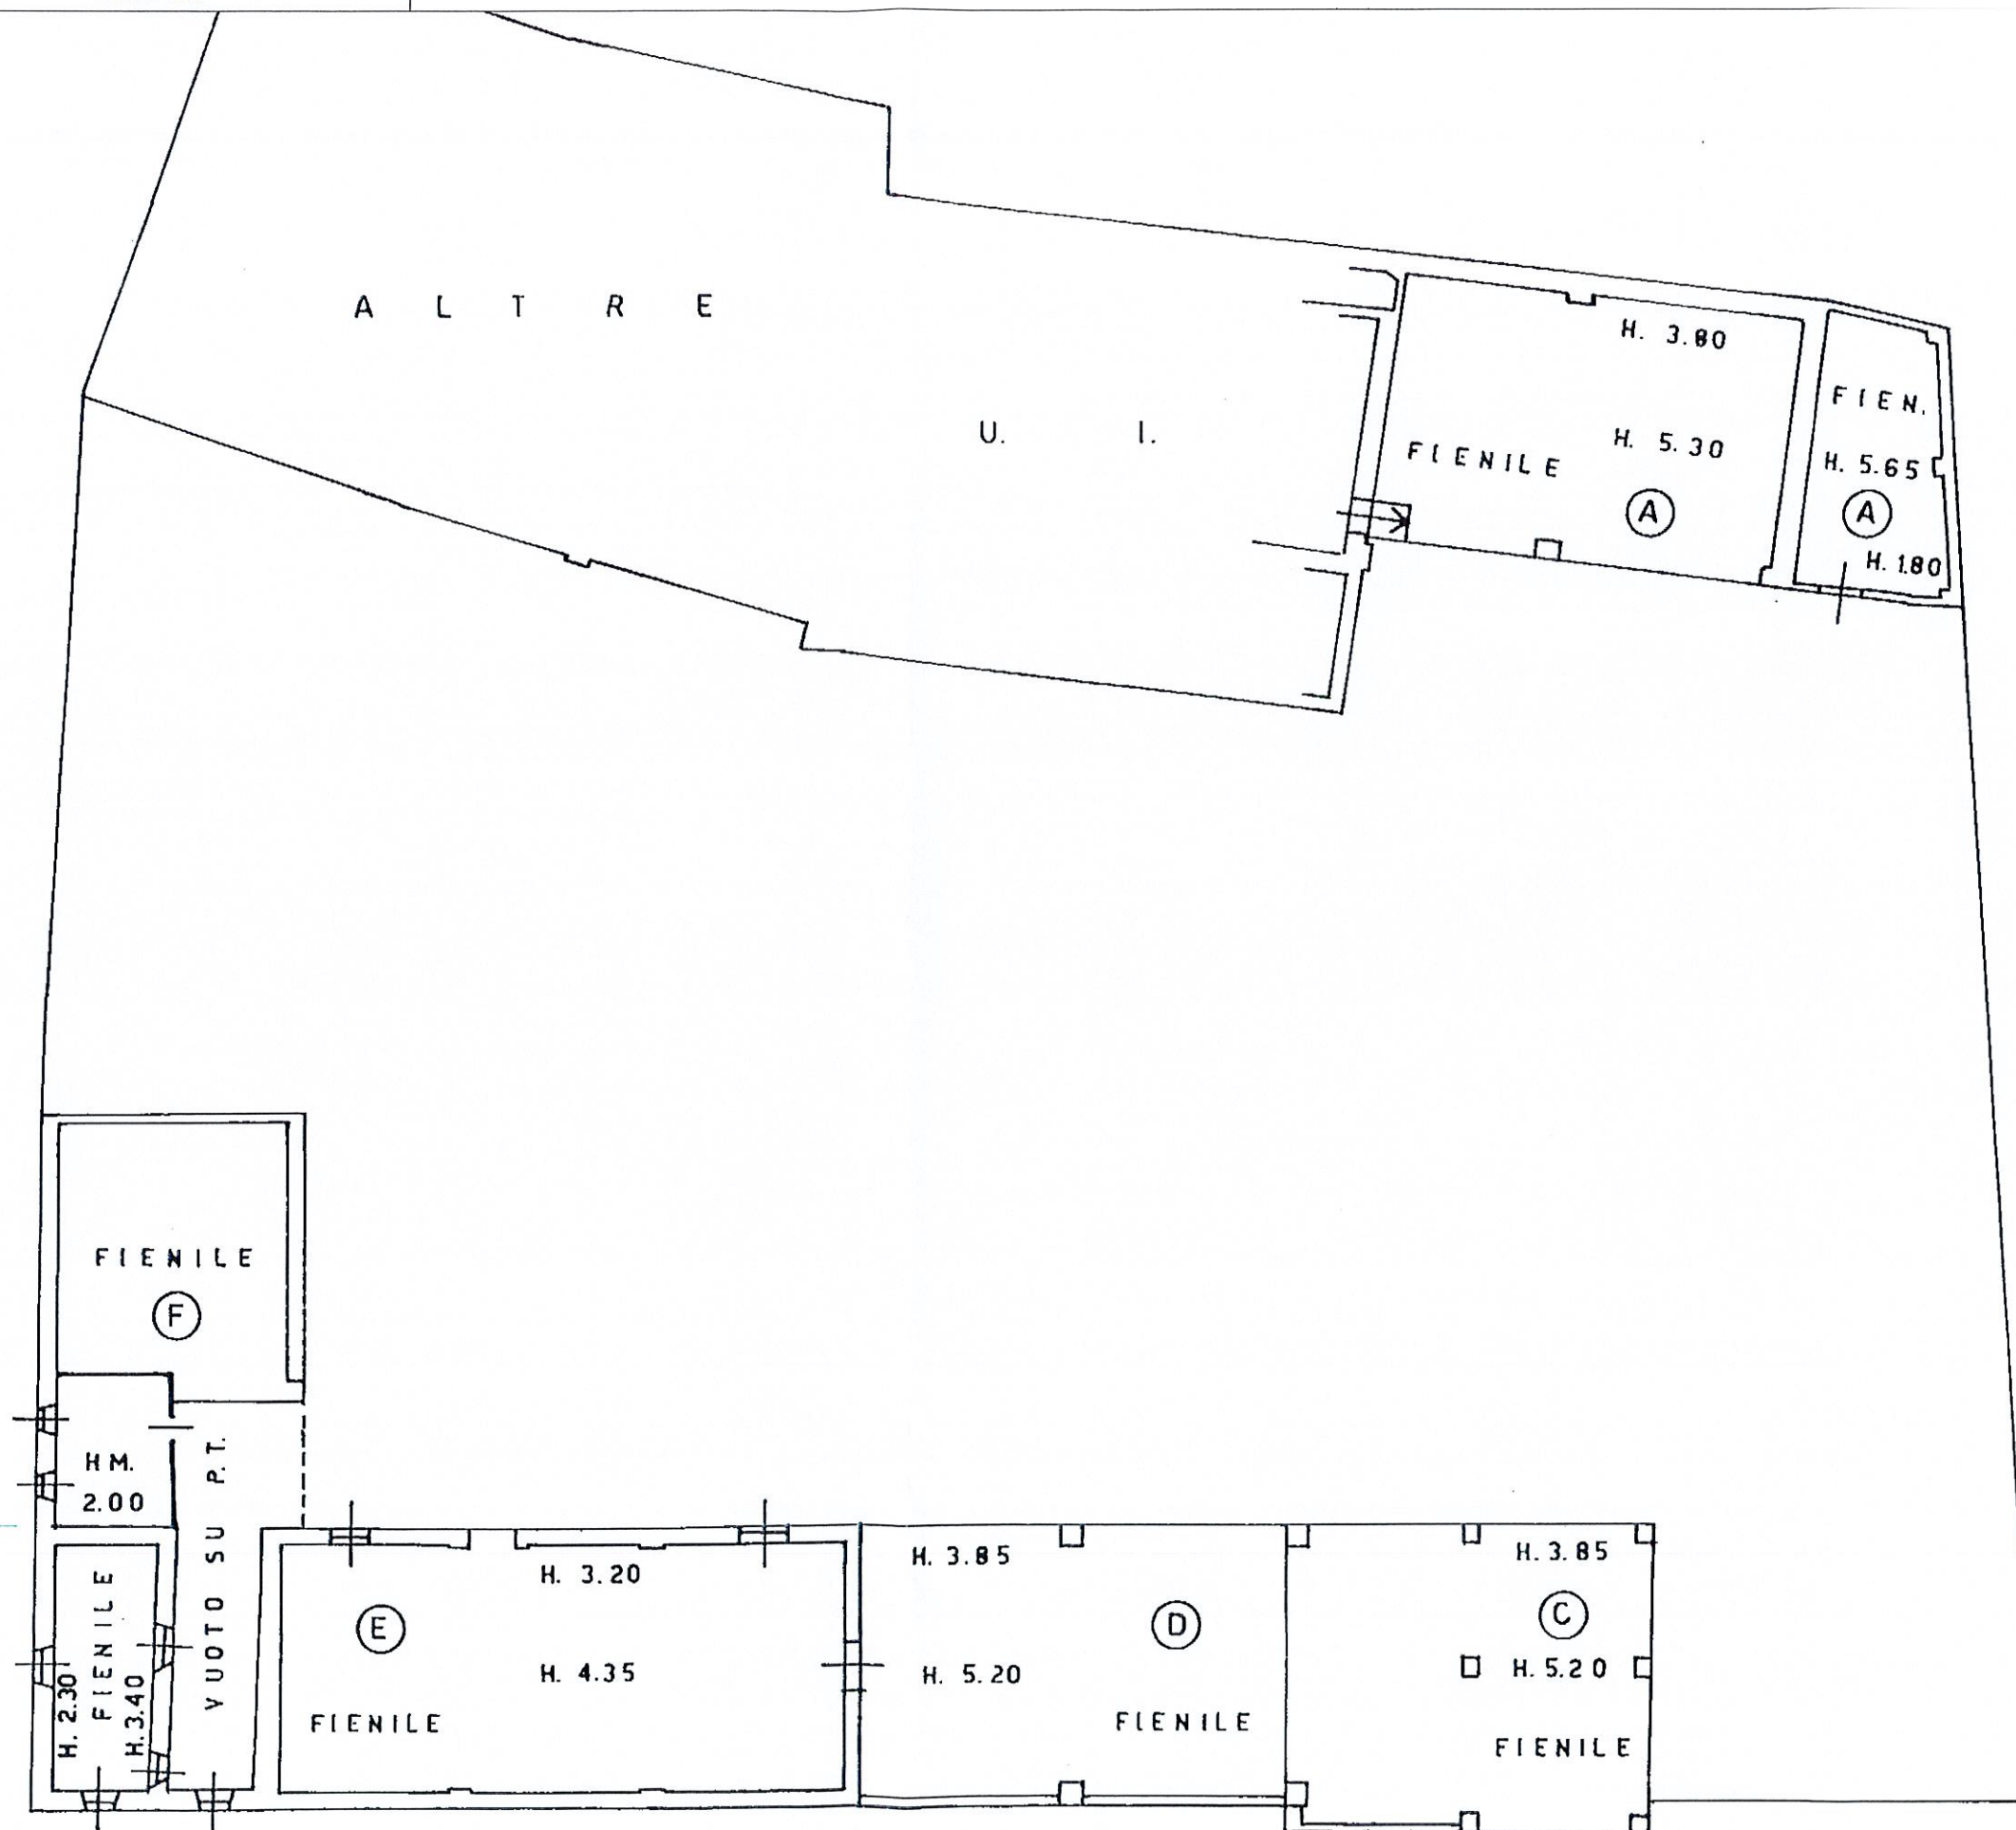 A L T R E
U. I.
H. 3.80
FIENILE
H. 5.30
A
FIEN.
H. 5.65
A
H. 1.80
FIENILE
F
H M.
2.00
VUOTO SU P.T.
FIENILE
H. 2.30
H. 3.40
H. 3.20
E
H. 4.35
FIENILE
H. 3.85
D
H. 5.20
FIENILE
H. 3.85
C
H. 5.20
FIENILE